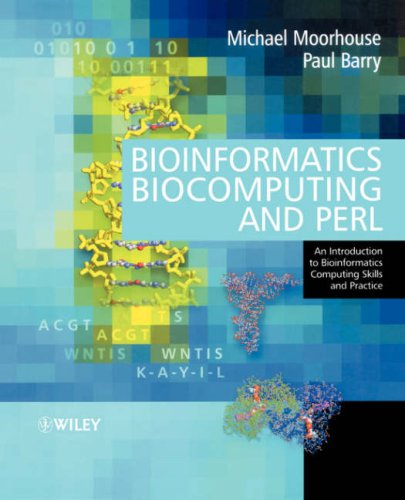 010
01010 0 1 10
10 00111
Michael Moorhouse
Paul Barry
BIOINFORMATICS
BIOCOMPUTING
AND PERL
An Introduction
to Bioinformatics
Computing Skills
and Practice
ACGT
ACGT
WNTIS
WNTIS
K-A-Y-I-L
WILEY